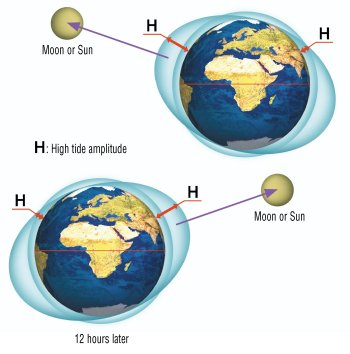 H
H
Moon or Sun
H: High tide amplitude
H
H
Moon or Sun
12 hours later